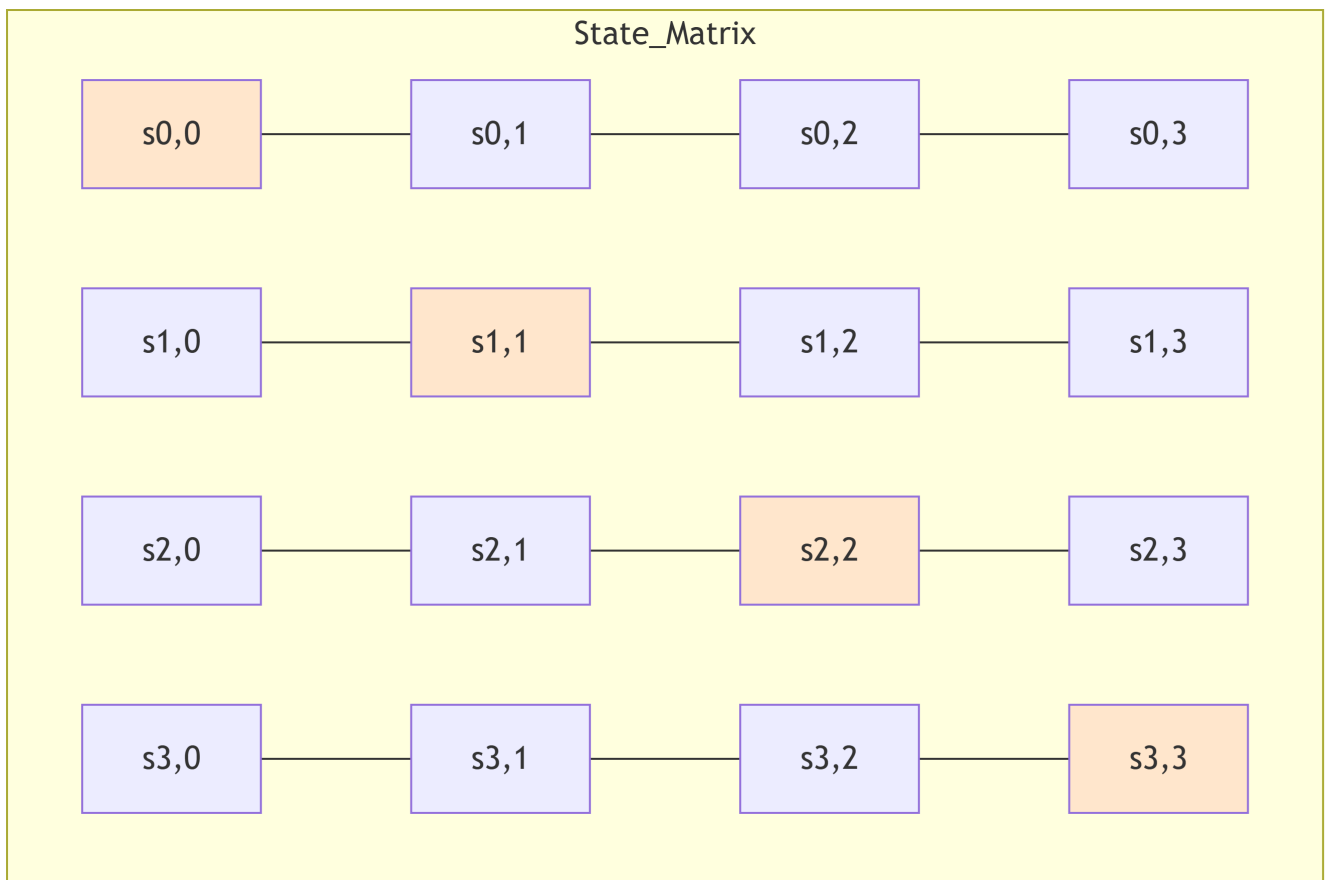 State_Matrix
s0,0 s0,1 s0,2 s0,3
s1,0 s1,1 s1,2 s1,3
s2,0 s2,1 s2,2 s2,3
s3,0 s3,1 s3,2 s3,3